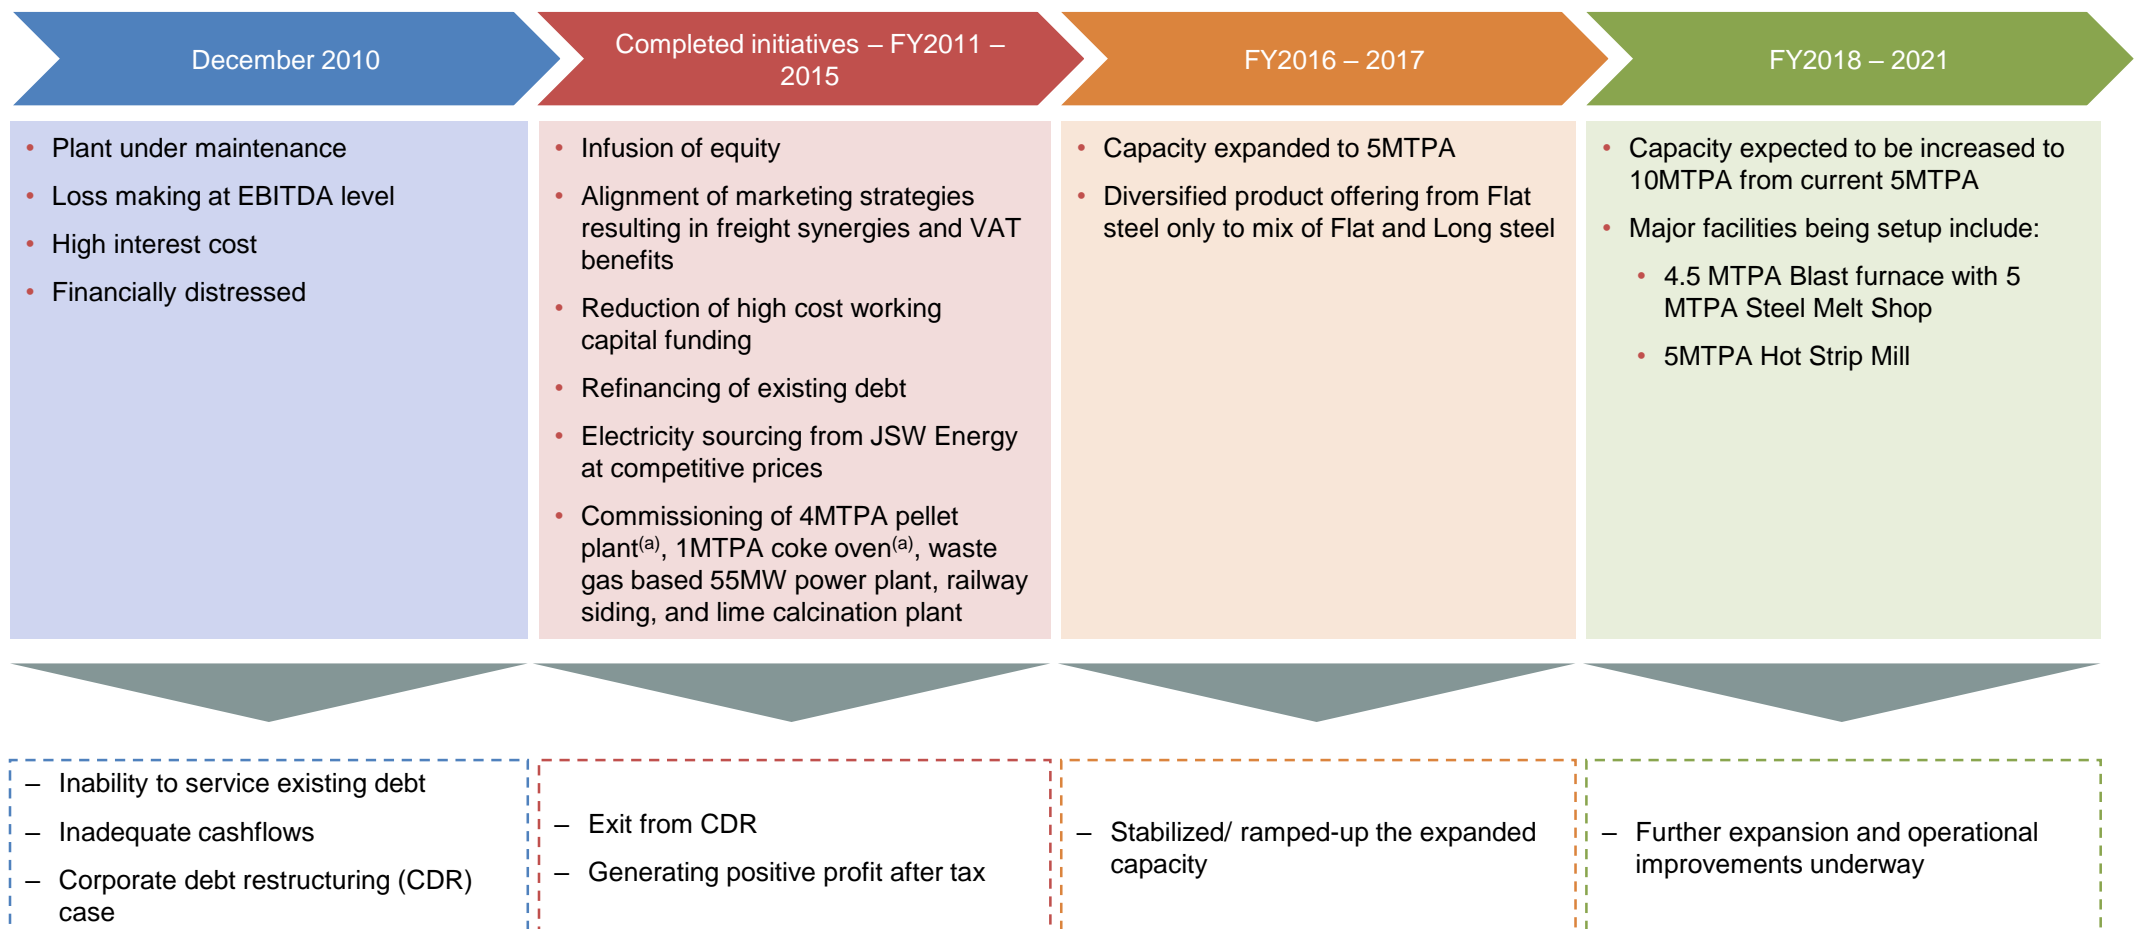 December 2010
Completed initiatives – FY2011 –
2015
FY2016 – 2017
FY2018 – 2021
• Plant under maintenance
• Loss making at EBITDA level
• High interest cost
• Financially distressed
• Infusion of equity
• Alignment of marketing strategies
resulting in freight synergies and VAT
benefits
• Reduction of high cost working
capital funding
• Refinancing of existing debt
• Electricity sourcing from JSW Energy
at competitive prices
• Commissioning of 4MTPA pellet
plant(a), 1MTPA coke oven(a), waste
gas based 55MW power plant, railway
siding, and lime calcination plant
• Capacity expanded to 5MTPA
• Diversified product offering from Flat
steel only to mix of Flat and Long steel
• Capacity expected to be increased to
10MTPA from current 5MTPA
• Major facilities being setup include:
• 4.5 MTPA Blast furnace with 5
MTPA Steel Melt Shop
• 5MTPA Hot Strip Mill
– Inability to service existing debt
– Inadequate cashflows
– Corporate debt restructuring (CDR)
case
– Exit from CDR
– Generating positive profit after tax
– Stabilized/ ramped-up the expanded
capacity
– Further expansion and operational
improvements underway